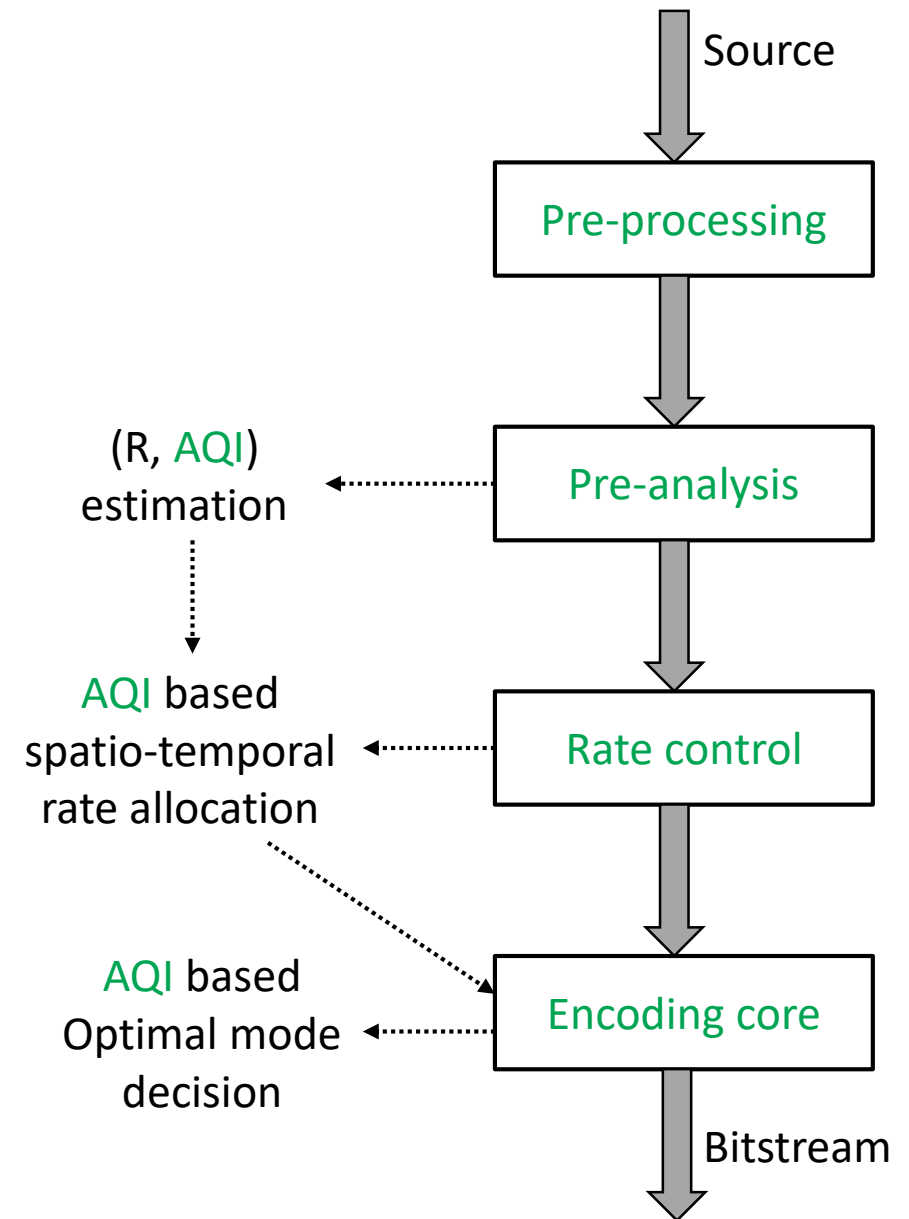 Source
Pre-processing
(R, AQI)
estimation
Pre-analysis
AQI based
spatio-temporal
rate allocation
Rate control
AQI based
Optimal mode
decision
Encoding core
Bitstream